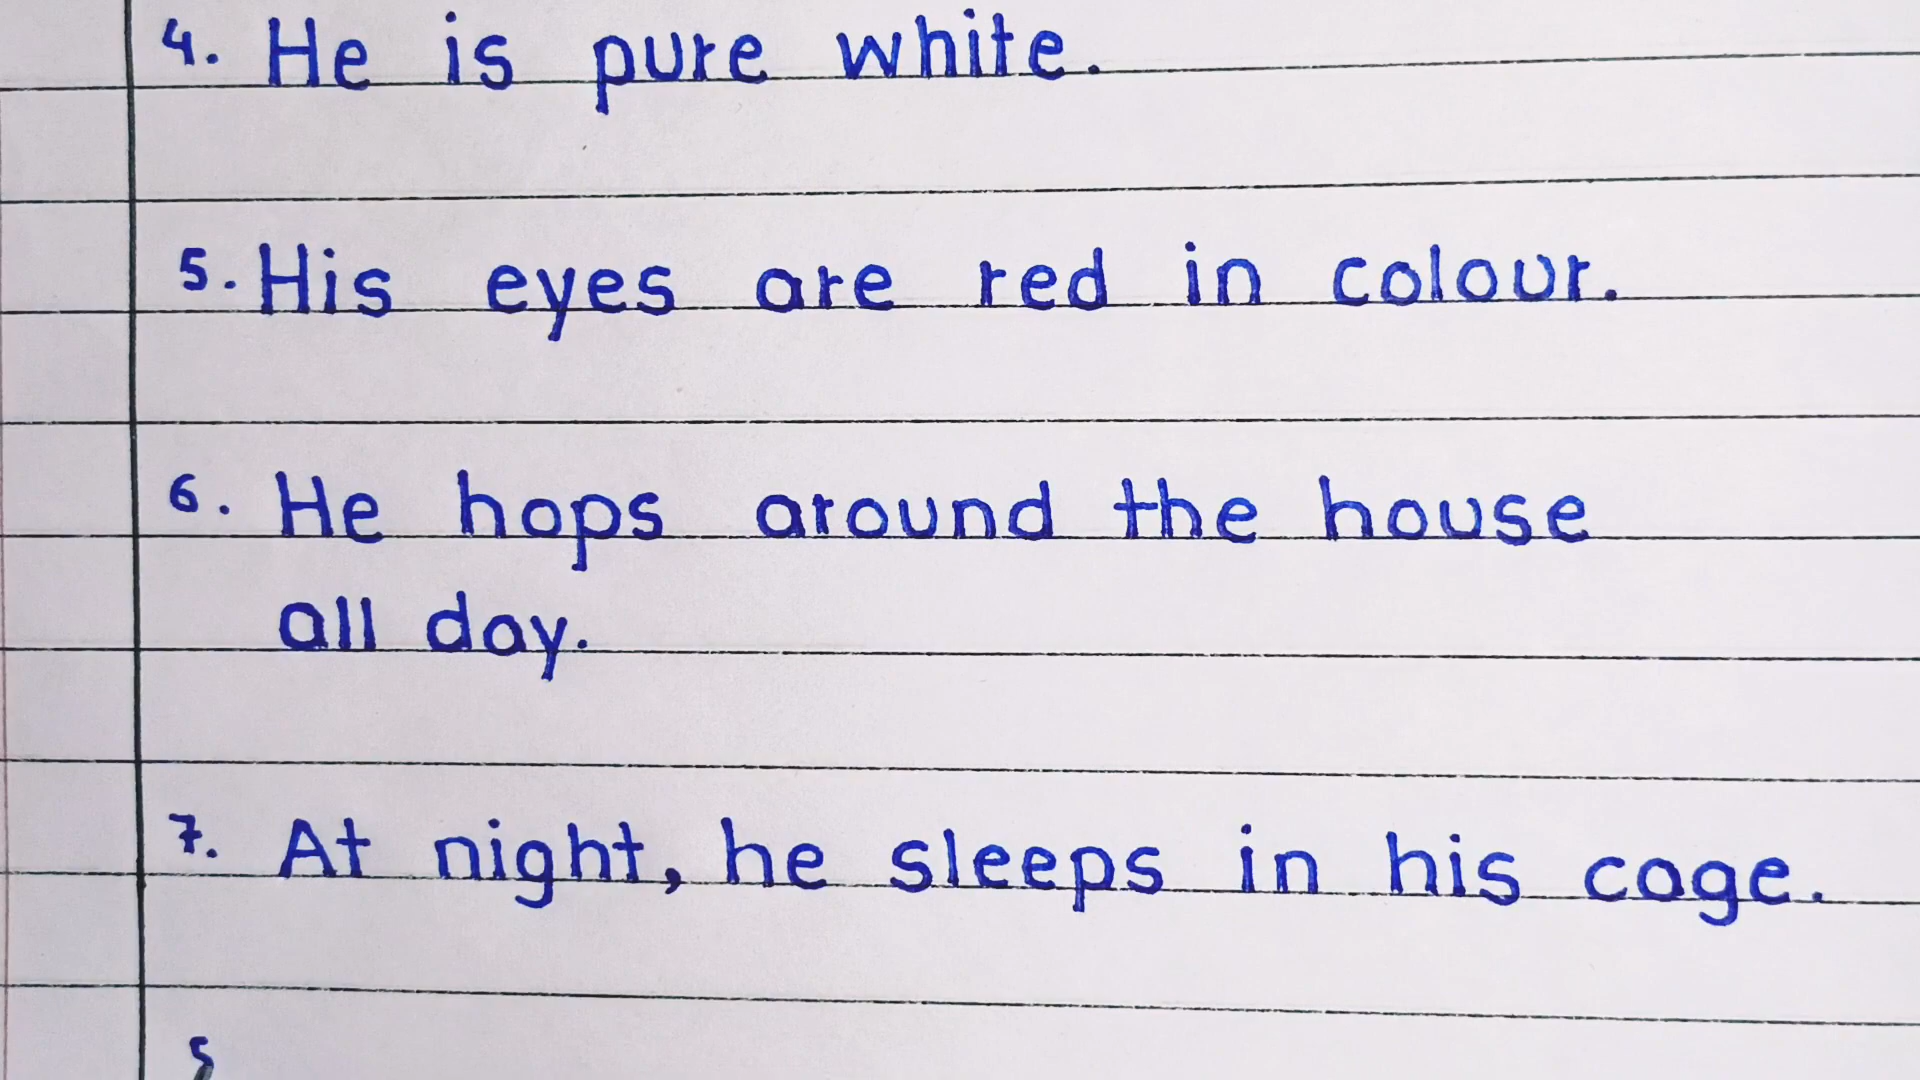 4. He is pure white.
5. His eyes are red in colour.
6. He hops around the house
all day.
7. At night, he sleeps in his cage.